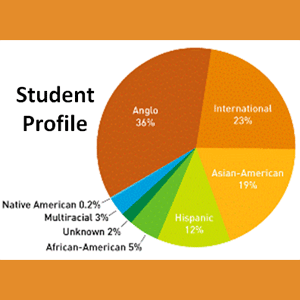 Student
Profile
Anglo
36%
International
23%
Asian-American
19%
Hispanic
12%
African-American 5%
Unknown 2%
Multiracial 3%
Native American 0.2%